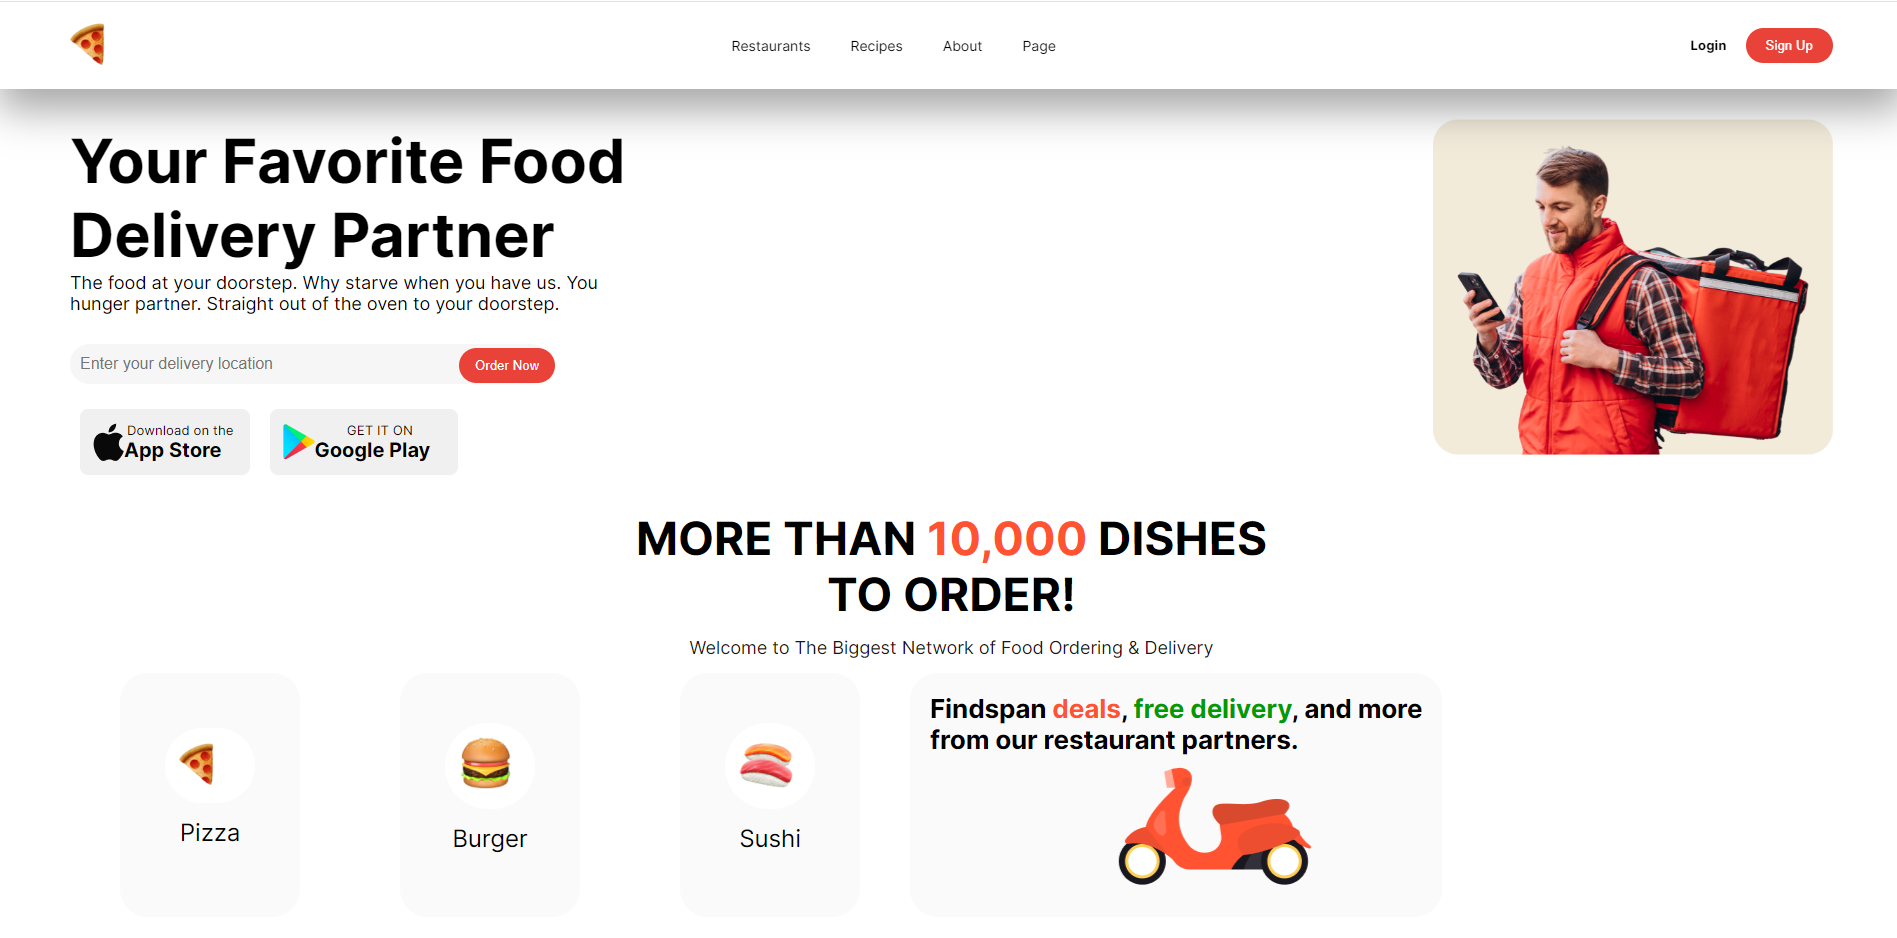 Restaurants Recipes About Page Login Sign Up
Your Favorite Food
Delivery Partner
The food at your doorstep. Why starve when you have us. You
hunger partner. Straight out of the oven to your doorstep.
Enter your delivery location Order Now
Download on the
App Store
GET IT ON
Google Play
MORE THAN 10,000 DISHES
TO ORDER!
Welcome to The Biggest Network of Food Ordering & Delivery
Pizza
Burger
Sushi
Findspan deals, free delivery, and more
from our restaurant partners.